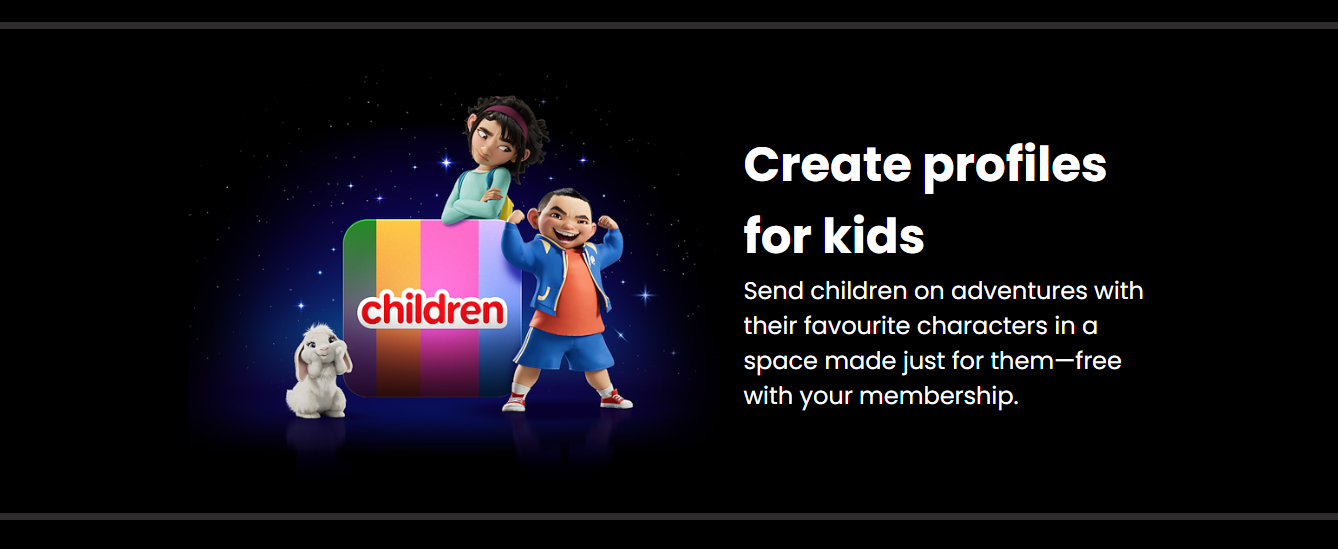 children
Create profiles
for kids
Send children on adventures with
their favourite characters in a
space made just for them—free
with your membership.